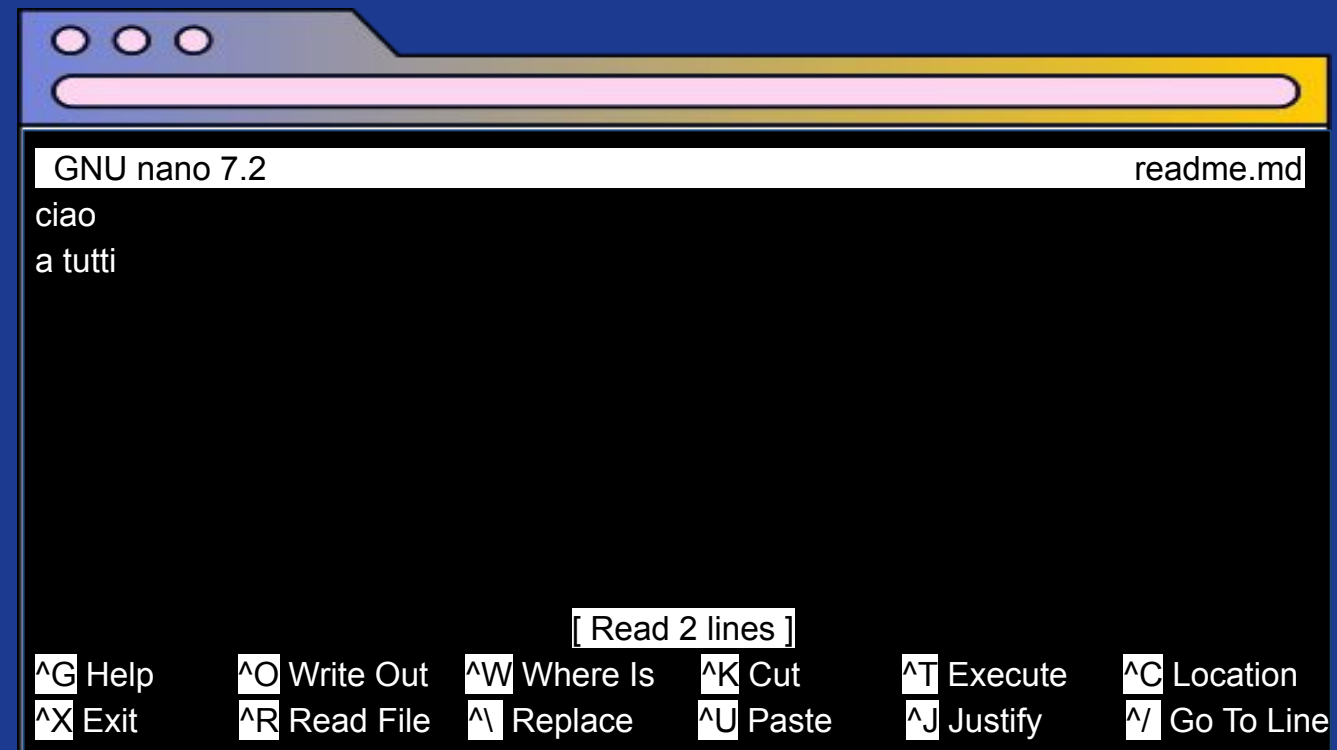 GNU nano 7.2 readme.md
ciao
a tutti
[ Read 2 lines ]
^G Help ^O Write Out ^W Where Is ^K Cut ^T Execute ^C Location
^X Exit ^R Read File ^\ Replace ^U Paste ^J Justify ^/ Go To Line